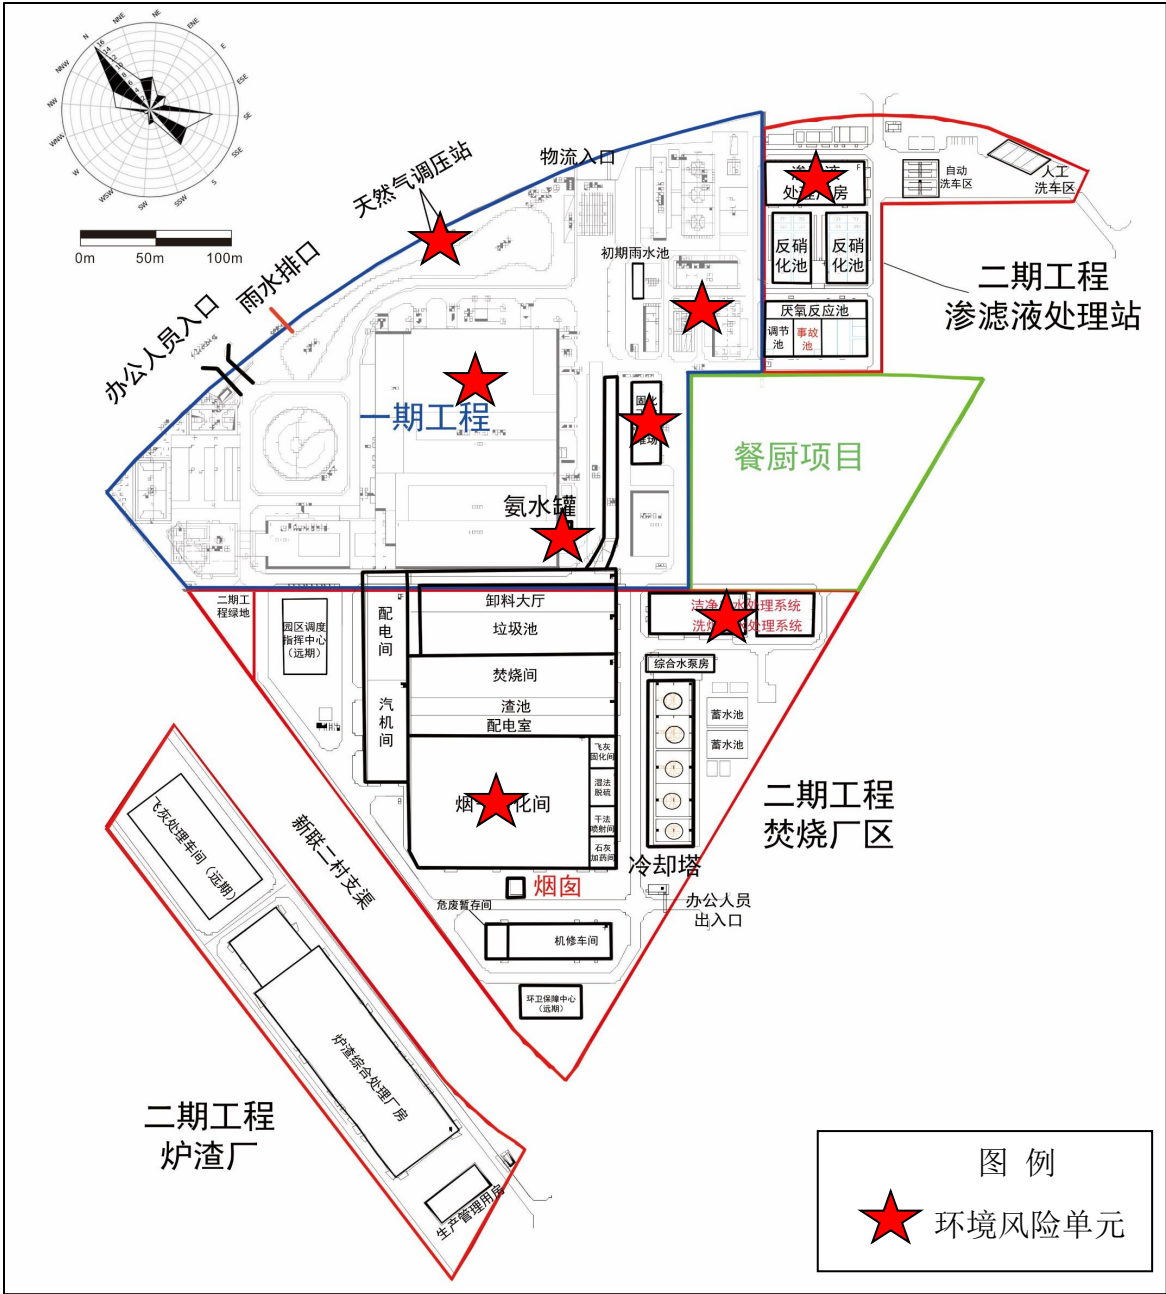 N
NNE
NE
ENE
E
ESE
SE
SSE
S
SSW
SW
WSW
W
WNW
NW
NNW
16
14
0m
50m
100m
天然气调压站
物流入口
雨水排口
办公人员入口
初期雨水池
一期工程
氨水罐
处理厂房
自动
洗车区
人工
洗车区
反硝
化池
反硝
化池
厌氧反应池
调节
池
事故
池
二期工程
渗滤液处理站
餐厨项目
二期工
程绿地
园区调度
指挥中心
(远期)
配电间
汽机间
卸料大厅
垃圾池
焚烧间
渣池
配电室
飞灰
固化间
湿法
脱硫
干法
喷射间
石灰
加药间
综合水泵房
蓄水池
蓄水池
冷却塔
二期工程
焚烧厂区
烟囱
危废暂存间
机修车间
办公人员
出入口
环卫保障中心
(远期)
飞灰处理车间(远期)
新联二村支渠
炉渣综合处理厂房
生产管理用房
二期工程
炉渣厂
图 例
环境风险单元